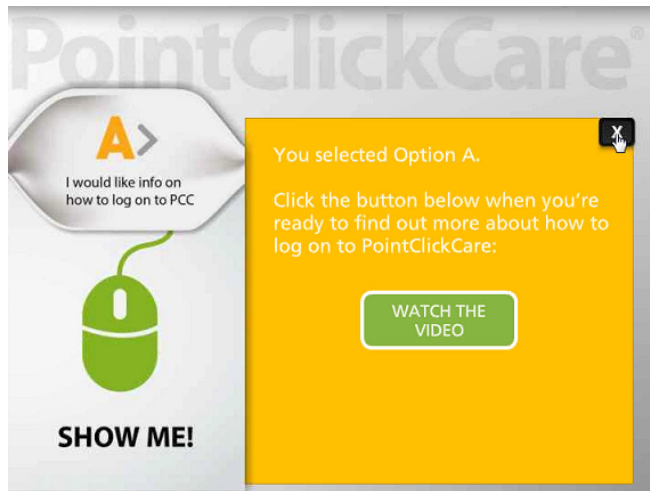 PointClickCare®
A>
I would like info on
how to log on to PCC
SHOW ME!
X
You selected Option A.
Click the button below when you're
ready to find out more about how to
log on to PointClickCare:
WATCH THE
VIDEO